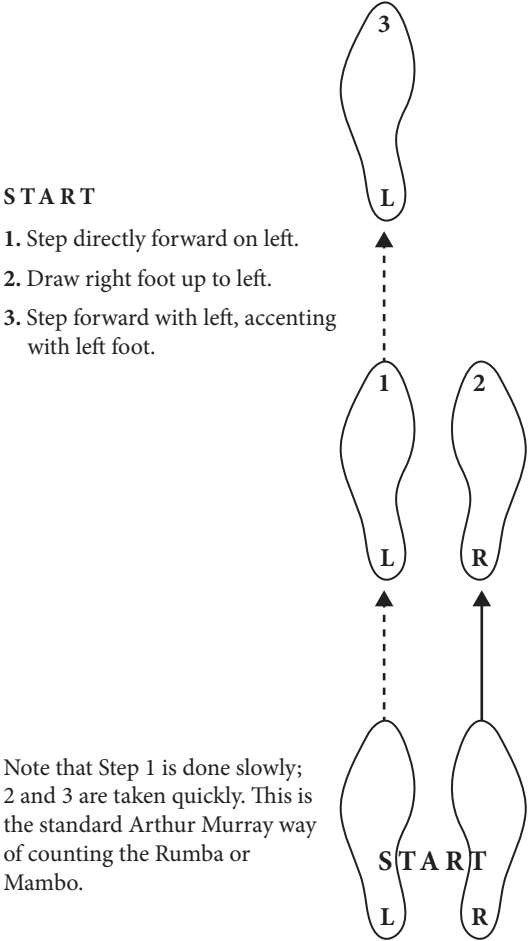 3
L
START
1. Step directly forward on left.
2. Draw right foot up to left.
3. Step forward with left, accenting
with left foot.
1
2
L
R
Note that Step 1 is done slowly;
2 and 3 are taken quickly. This is
the standard Arthur Murray way
of counting the Rumba or
Mambo.
START
L
R